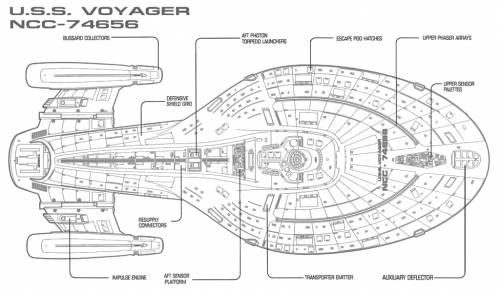 U.S.S. VOYAGER
NCC-74656
BUSSARD COLLECTORS
AFT PHOTON
TORPEDO LAUNCHERS
ESCAPE POD HATCHES
UPPER PHASER ARRAYS
UPPER SENSOR
PALETTES
DEFENSIVE
SHIELD GRID
U.S.S. VOYAGER
NCC-74656
RESUPPLY
CONNECTORS
IMPULSE ENGINE
AFT SENSOR
PLATFORM
TRANSPORTER EMITTER
AUXILIARY DEFLECTOR